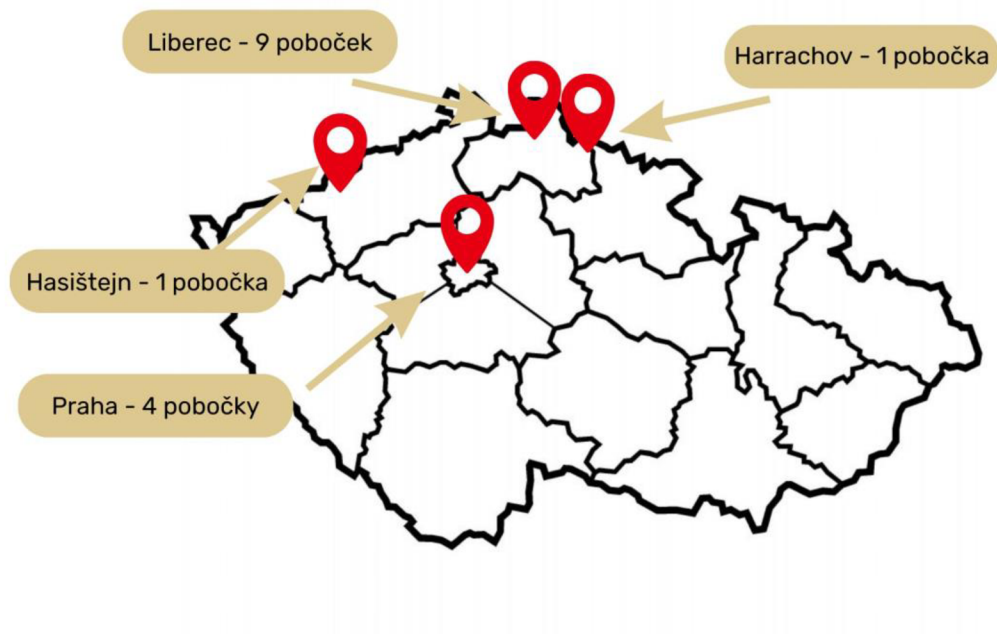 Liberec - 9 poboček
Harrachov - 1 pobočka
Hasištejn - 1 pobočka
Praha - 4 pobočky